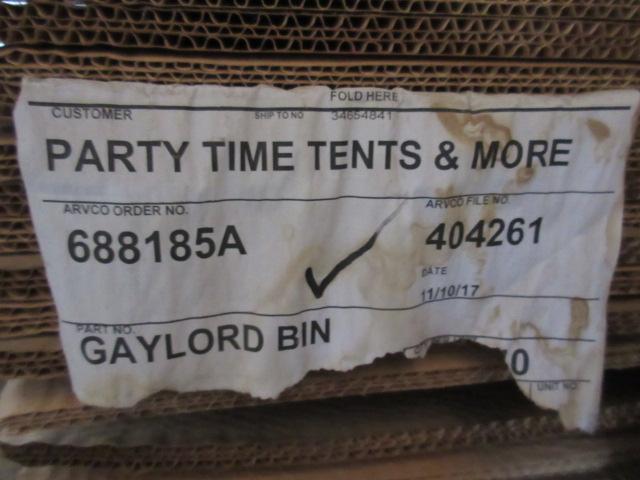 FOLD HERE
CUSTOMER SHIP TO NO 34654841
PARTY TIME TENTS & MORE
ARVCO ORDER NO. ARVCO FILE NO.
688185A 404261
DATE
11/10/17
PART NO.
GAYLORD BIN
0
UNIT NO